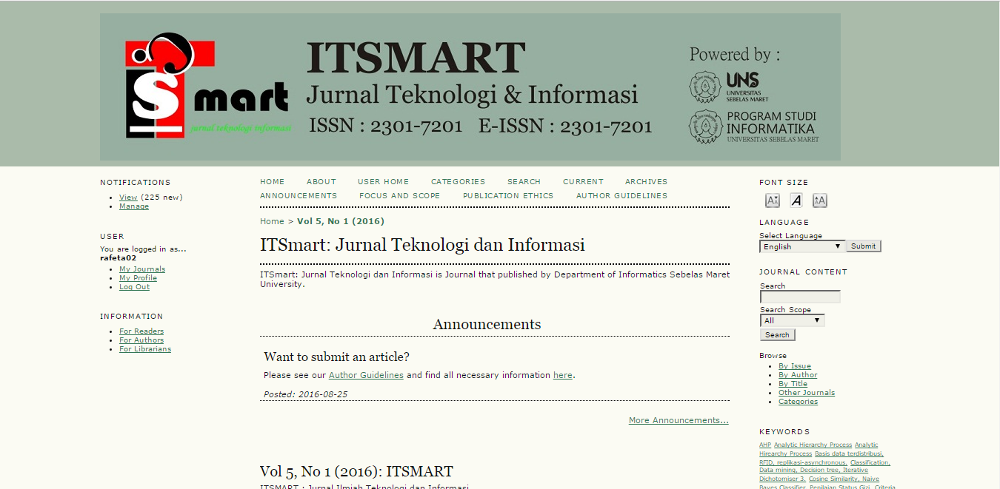 iTSmart
jurnal teknologi informasi
ITSMART
Jurnal Teknologi & Informasi
ISSN : 2301-7201 E-ISSN : 2301-7201
Powered by :
UNS
UNIVERSITAS
SEBELAS MARET
PROGRAM STUDI
INFORMATIKA
UNIVERSITAS SEBELAS MARET
NOTIFICATIONS
View (225 new)
Manage
USER
You are logged in as...
rafeta02
My Journals
My Profile
Log Out
INFORMATION
For Readers
For Authors
For Librarians
HOME ABOUT USER HOME CATEGORIES SEARCH CURRENT ARCHIVES
ANNOUNCEMENTS FOCUS AND SCOPE PUBLICATION ETHICS AUTHOR GUIDELINES
Home > Vol 5, No 1 (2016)
ITSmart: Jurnal Teknologi dan Informasi
ITSmart: Jurnal Teknologi dan Informasi is Journal that published by Department of Informatics Sebelas Maret
University.
Announcements
Want to submit an article?
Please see our Author Guidelines and find all necessary information here.
Posted: 2016-08-25
More Announcements...
Vol 5, No 1 (2016): ITSMART
ITSMART : Jurnal Ilmiah Teknologi dan Informasi
FONT SIZE
A A A
LANGUAGE
Select Language
English Submit
JOURNAL CONTENT
Search
Search Scope
All
Search
Browse
By Issue
By Author
By Title
Other Journals
Categories
KEYWORDS
AHP Analytic Hierarchy Process Analytic
Hirearchy Process Basis data terdistribusi,
RFID, replikasi-asynchronous. Classification,
Data mining, Decision tree, Iterative
Dichotomiser 3. Cosine Similarity, Naive
Bayes Classifier, Penilaian Status Gizi. Criteria